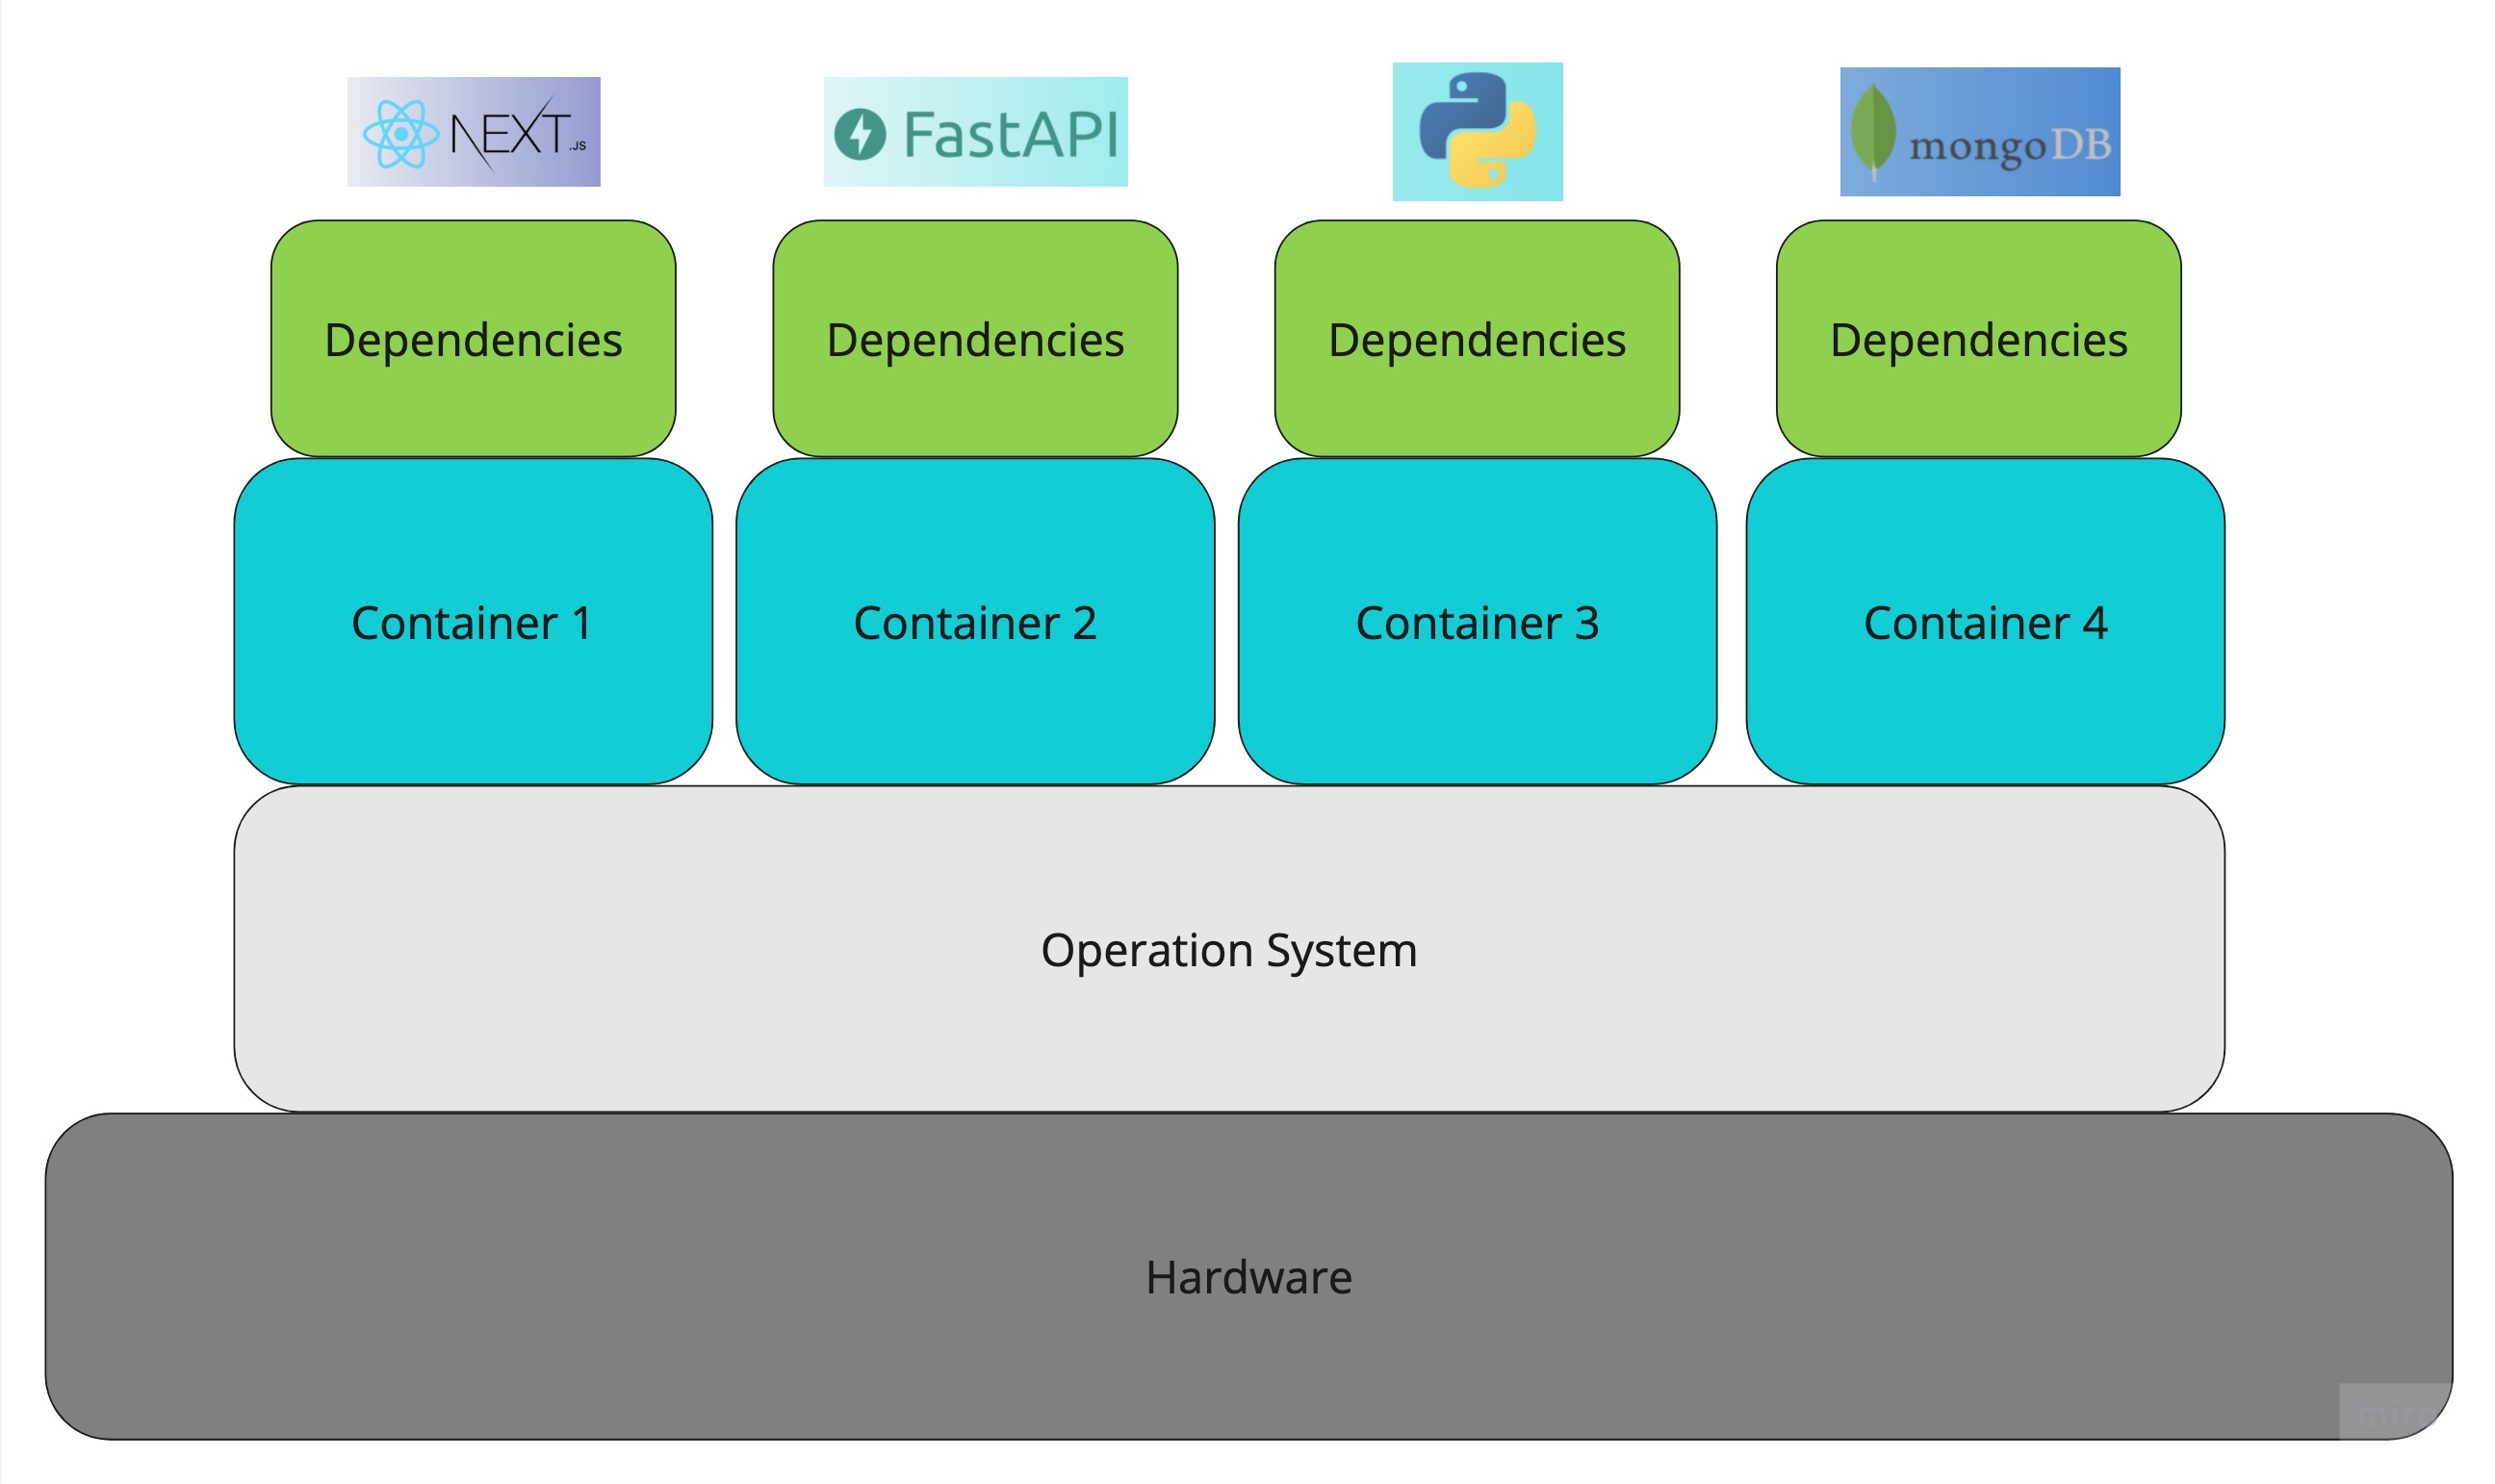 NEXT.JS
FastAPI
mongoDB
Dependencies
Dependencies
Dependencies
Dependencies
Container 1
Container 2
Container 3
Container 4
Operation System
Hardware
miro